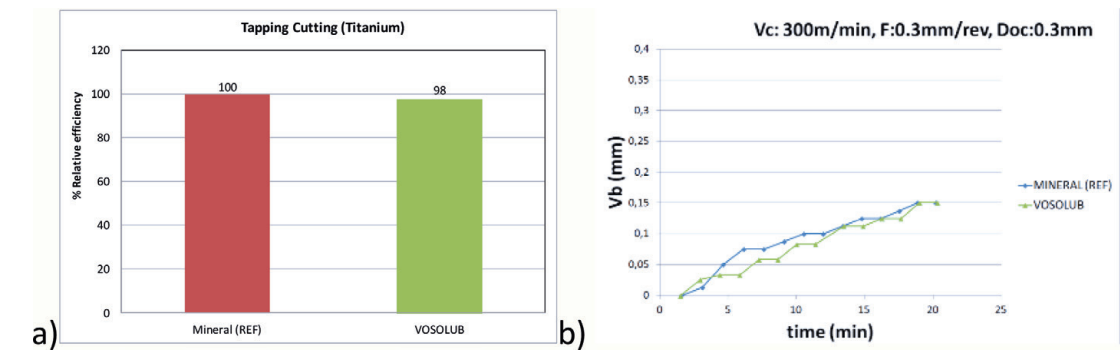 Tapping Cutting (Titanium)
% Relative efficiency
120
100
80
60
40
20
0
100
98
Mineral (REF)
VOSOLUB
a)
Vc: 300m/min, F:0.3mm/rev, Doc:0.3mm
Vb (mm)
0,4
0,35
0,3
0,25
0,2
0,15
0,1
0,05
0
0
5
10
15
20
25
time (min)
MINERAL (REF)
VOSOLUB
b)